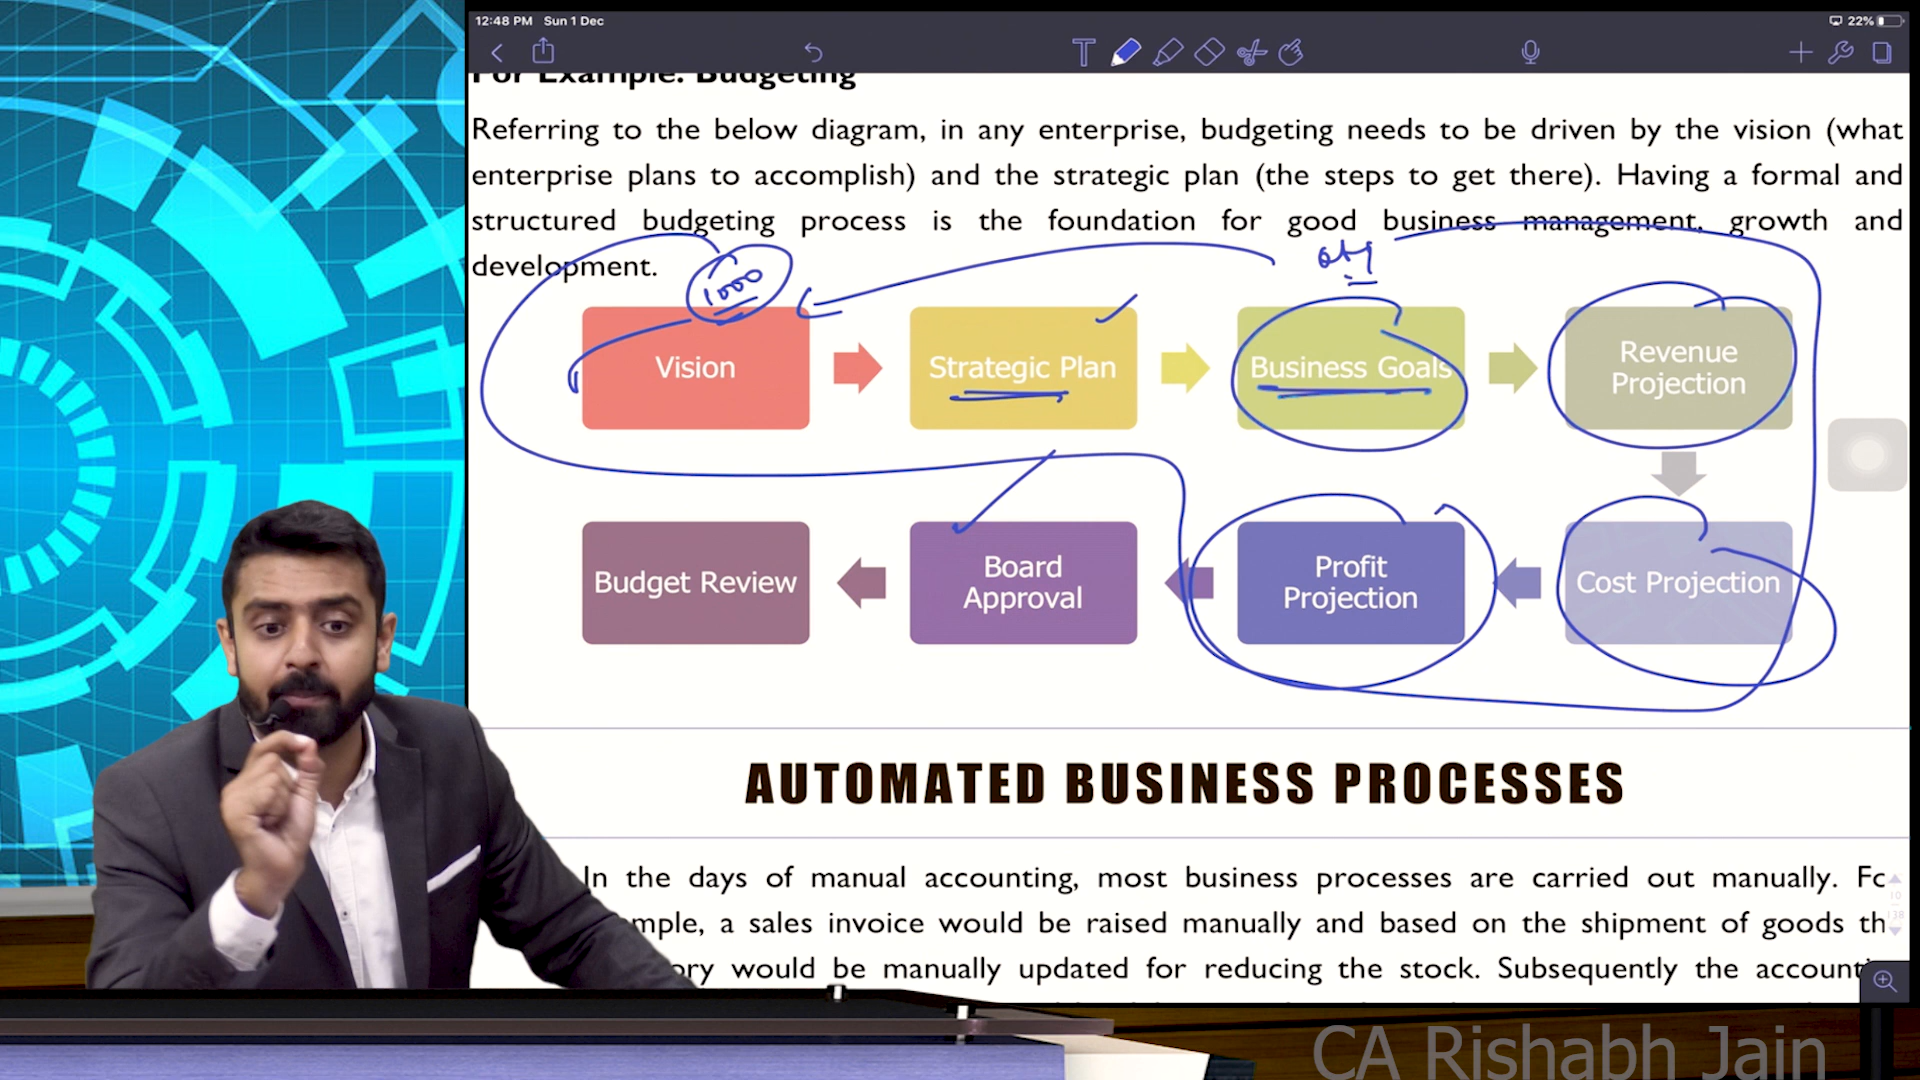 12:48 PM Sun 1 Dec
22%
For Example: Budgeting
Referring to the below diagram, in any enterprise, budgeting needs to be driven by the vision (what
enterprise plans to accomplish) and the strategic plan (the steps to get there). Having a formal and
structured budgeting process is the foundation for good business management, growth and
development.
1000
Vision
Strategic Plan
Business Goals
Revenue
Projection
Budget Review
Board
Approval
Profit
Projection
Cost Projection
AUTOMATED BUSINESS PROCESSES
In the days of manual accounting, most business processes are carried out manually. Fo
mple, a sales invoice would be raised manually and based on the shipment of goods th
ory would be manually updated for reducing the stock. Subsequently the accounti
10
138
CA Rishabh Jain